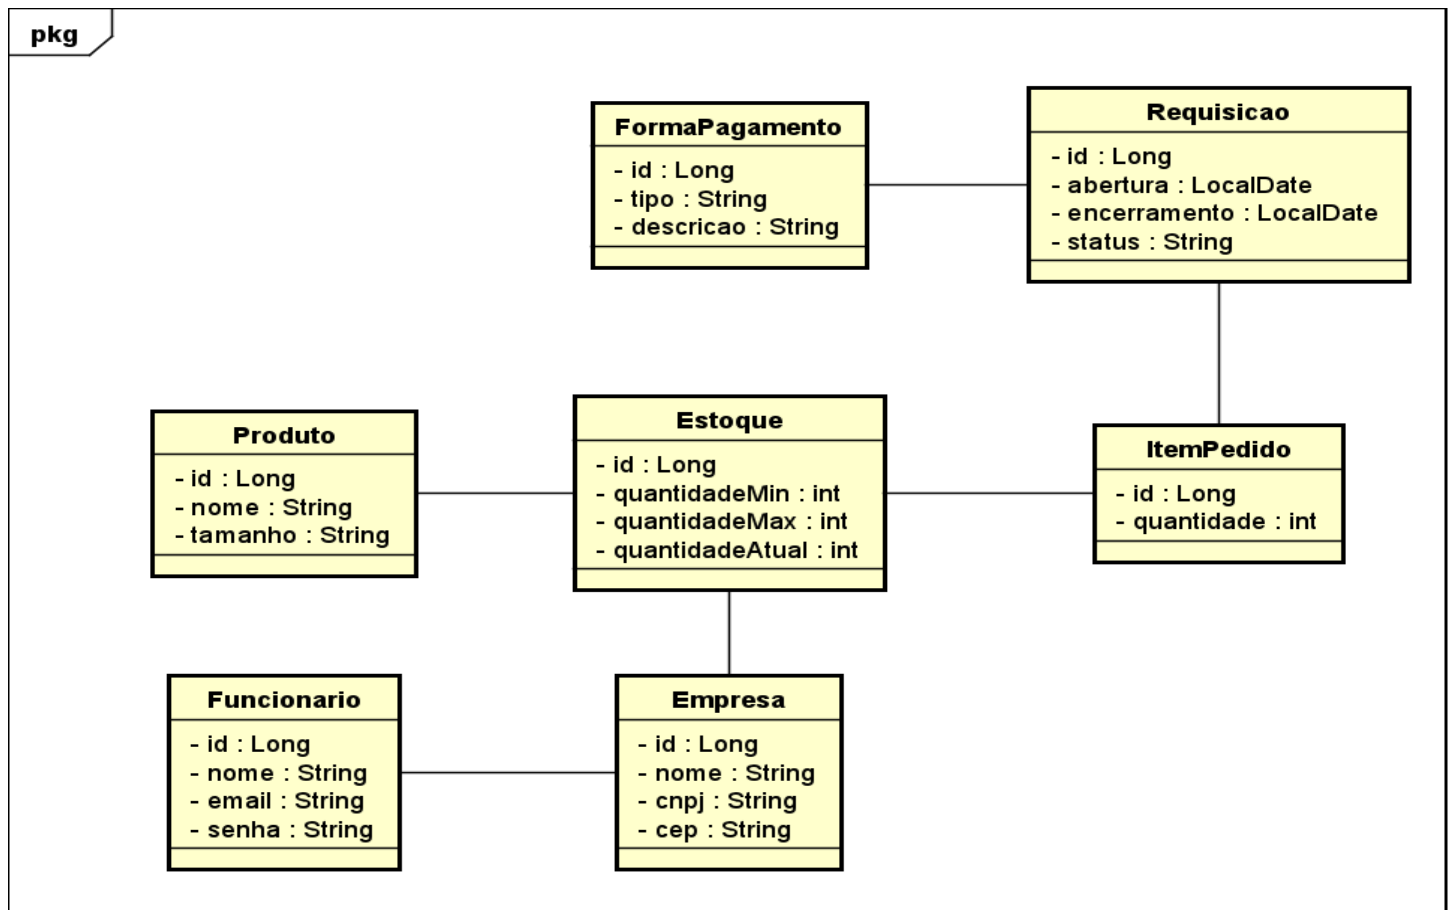 pkg
FormaPagamento
- id : Long
- tipo : String
- descricao : String
Requisicao
- id : Long
- abertura : LocalDate
- encerramento : LocalDate
- status : String
Produto
- id : Long
- nome : String
- tamanho : String
Estoque
- id : Long
- quantidadeMin : int
- quantidadeMax : int
- quantidadeAtual : int
ItemPedido
- id : Long
- quantidade : int
Funcionario
- id : Long
- nome : String
- email : String
- senha : String
Empresa
- id : Long
- nome : String
- cnpj : String
- cep : String